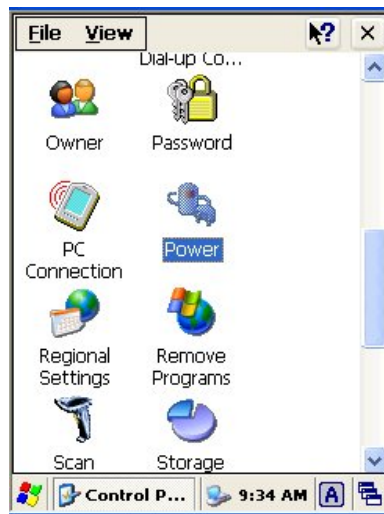 File View
Dial-up Co...
Owner Password
PC Connection
Power
Regional Settings
Remove Programs
Scan Storage
Control P... 9:34 AM A